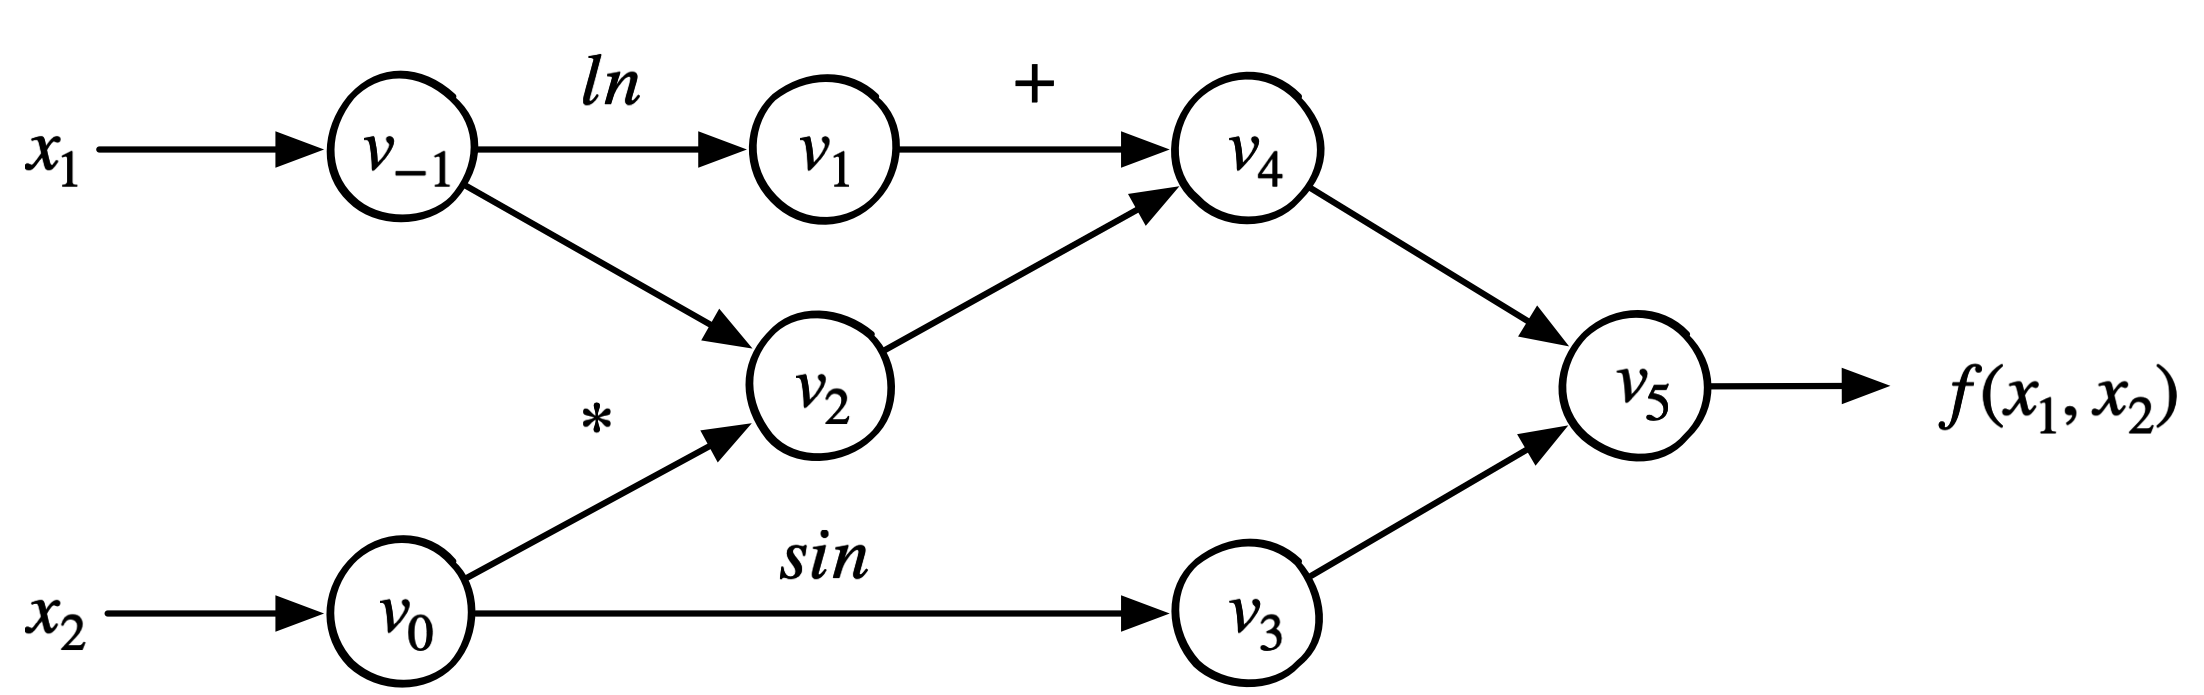 ln +
x₁ v₋₁ v₁ v₄
v₂ v₅ f(x₁, x₂)
*
sin
x₂ v₀ v₃